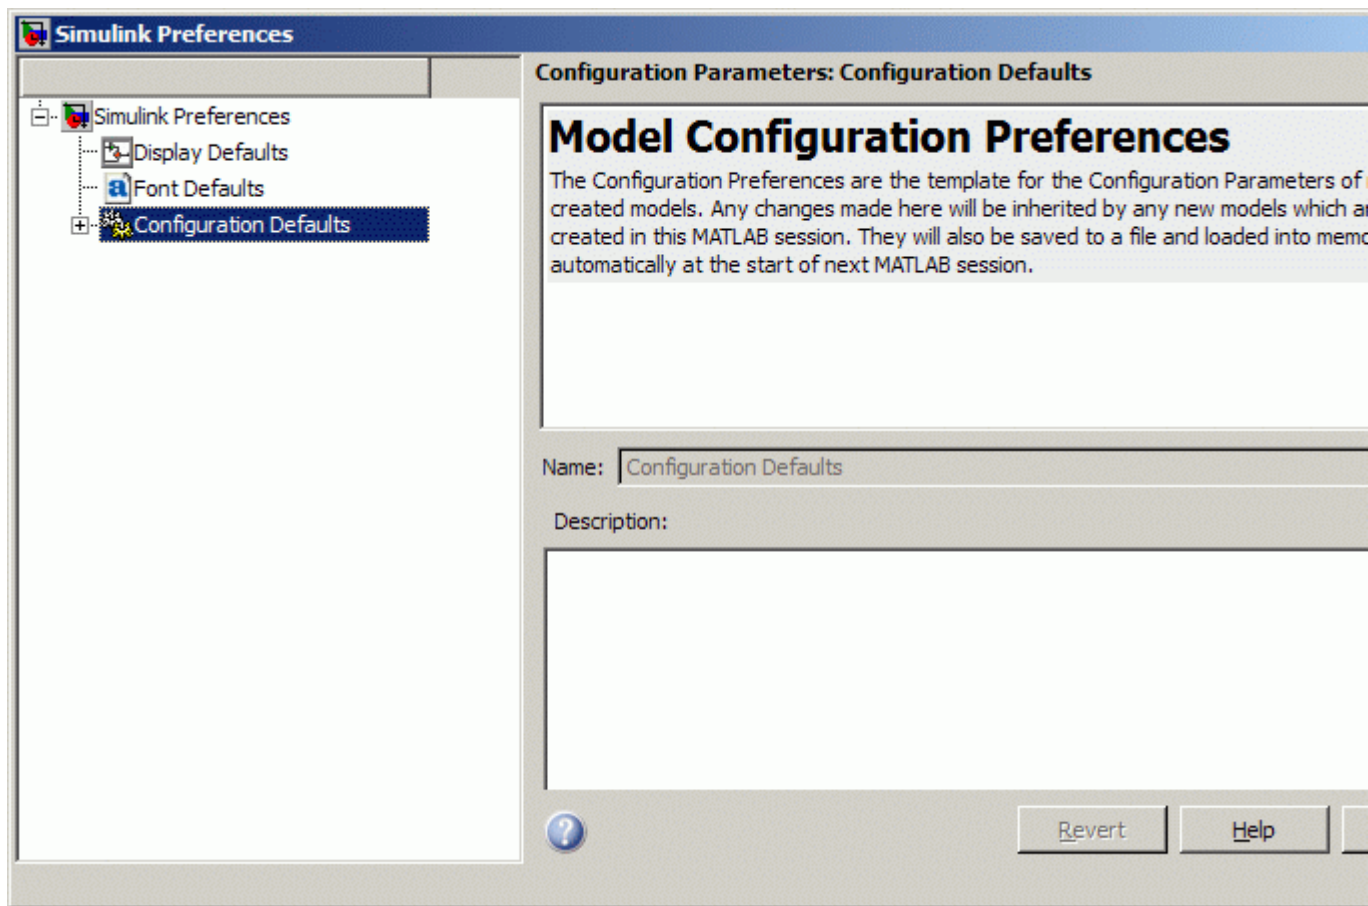 Simulink Preferences
Simulink Preferences
Display Defaults
Font Defaults
Configuration Defaults
Configuration Parameters: Configuration Defaults
Model Configuration Preferences
The Configuration Preferences are the template for the Configuration Parameters of
created models. Any changes made here will be inherited by any new models which
created in this MATLAB session. They will also be saved to a file and loaded into
automatically at the start of next MATLAB session.
Name: Configuration Defaults
Description:
Revert Help